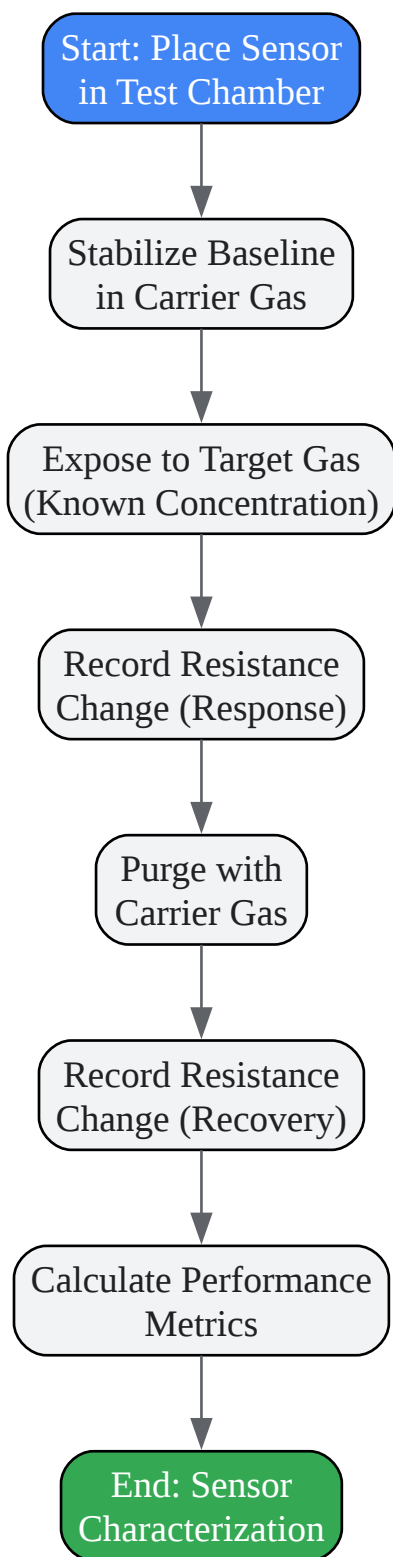 Start: Place Sensor
in Test Chamber
Stabilize Baseline
in Carrier Gas
Expose to Target Gas
(Known Concentration)
Record Resistance
Change (Response)
Purge with
Carrier Gas
Record Resistance
Change (Recovery)
Calculate Performance
Metrics
End: Sensor
Characterization